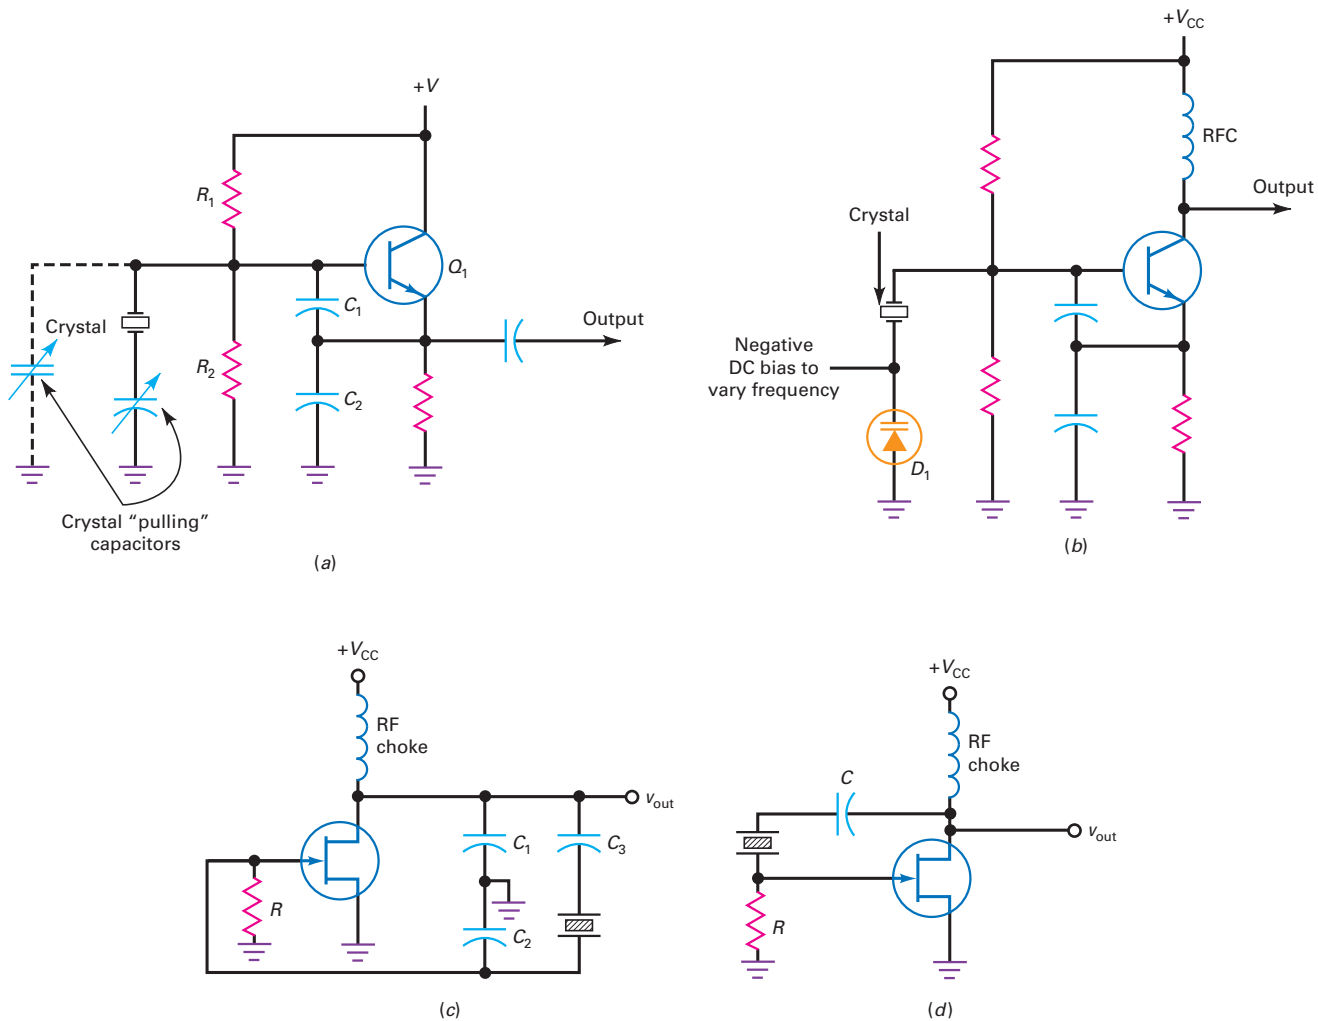 +V
R1
Q1
C1
Crystal
Output
R2
C2
Crystal “pulling”
capacitors
(a)
+VCC
RFC
Output
Crystal
Negative
DC bias to
vary frequency
D1
(b)
+VCC
RF
choke
vout
C1
C3
R
C2
(c)
+VCC
RF
choke
C
vout
R
(d)